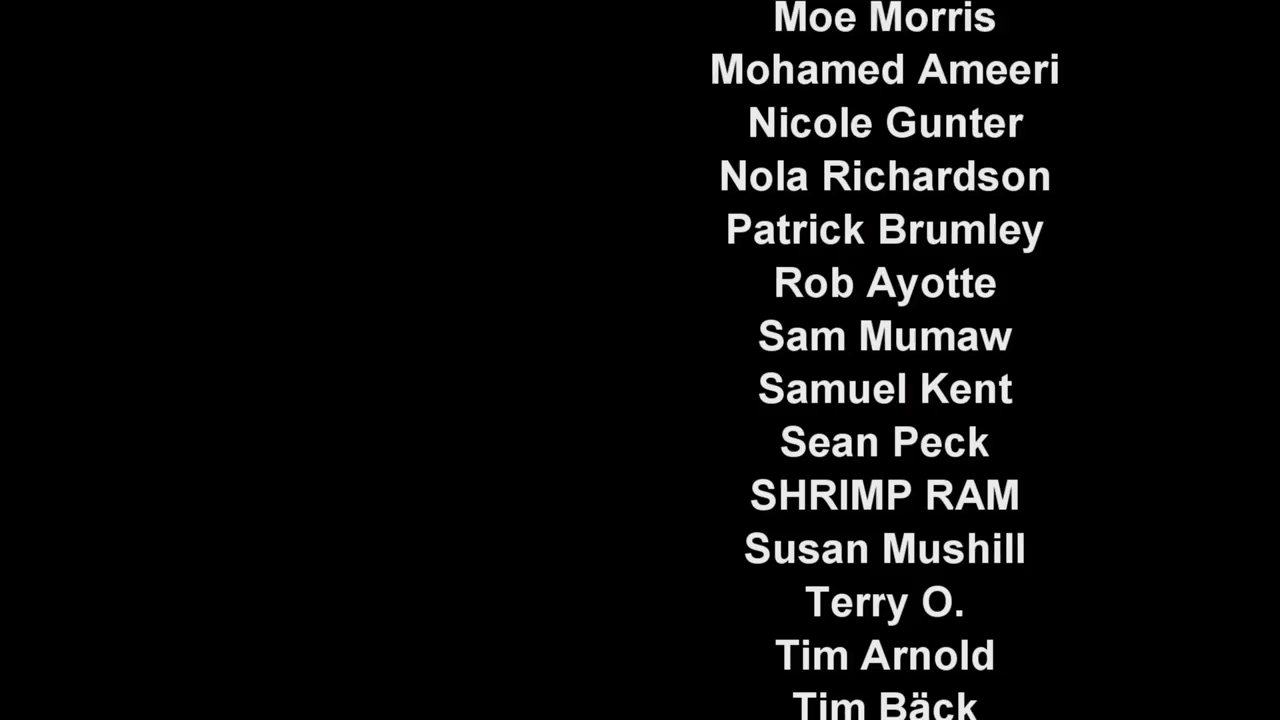 Moe Morris
Mohamed Ameeri
Nicole Gunter
Nola Richardson
Patrick Brumley
Rob Ayotte
Sam Mumaw
Samuel Kent
Sean Peck
SHRIMP RAM
Susan Mushill
Terry O.
Tim Arnold
Tim Bäck